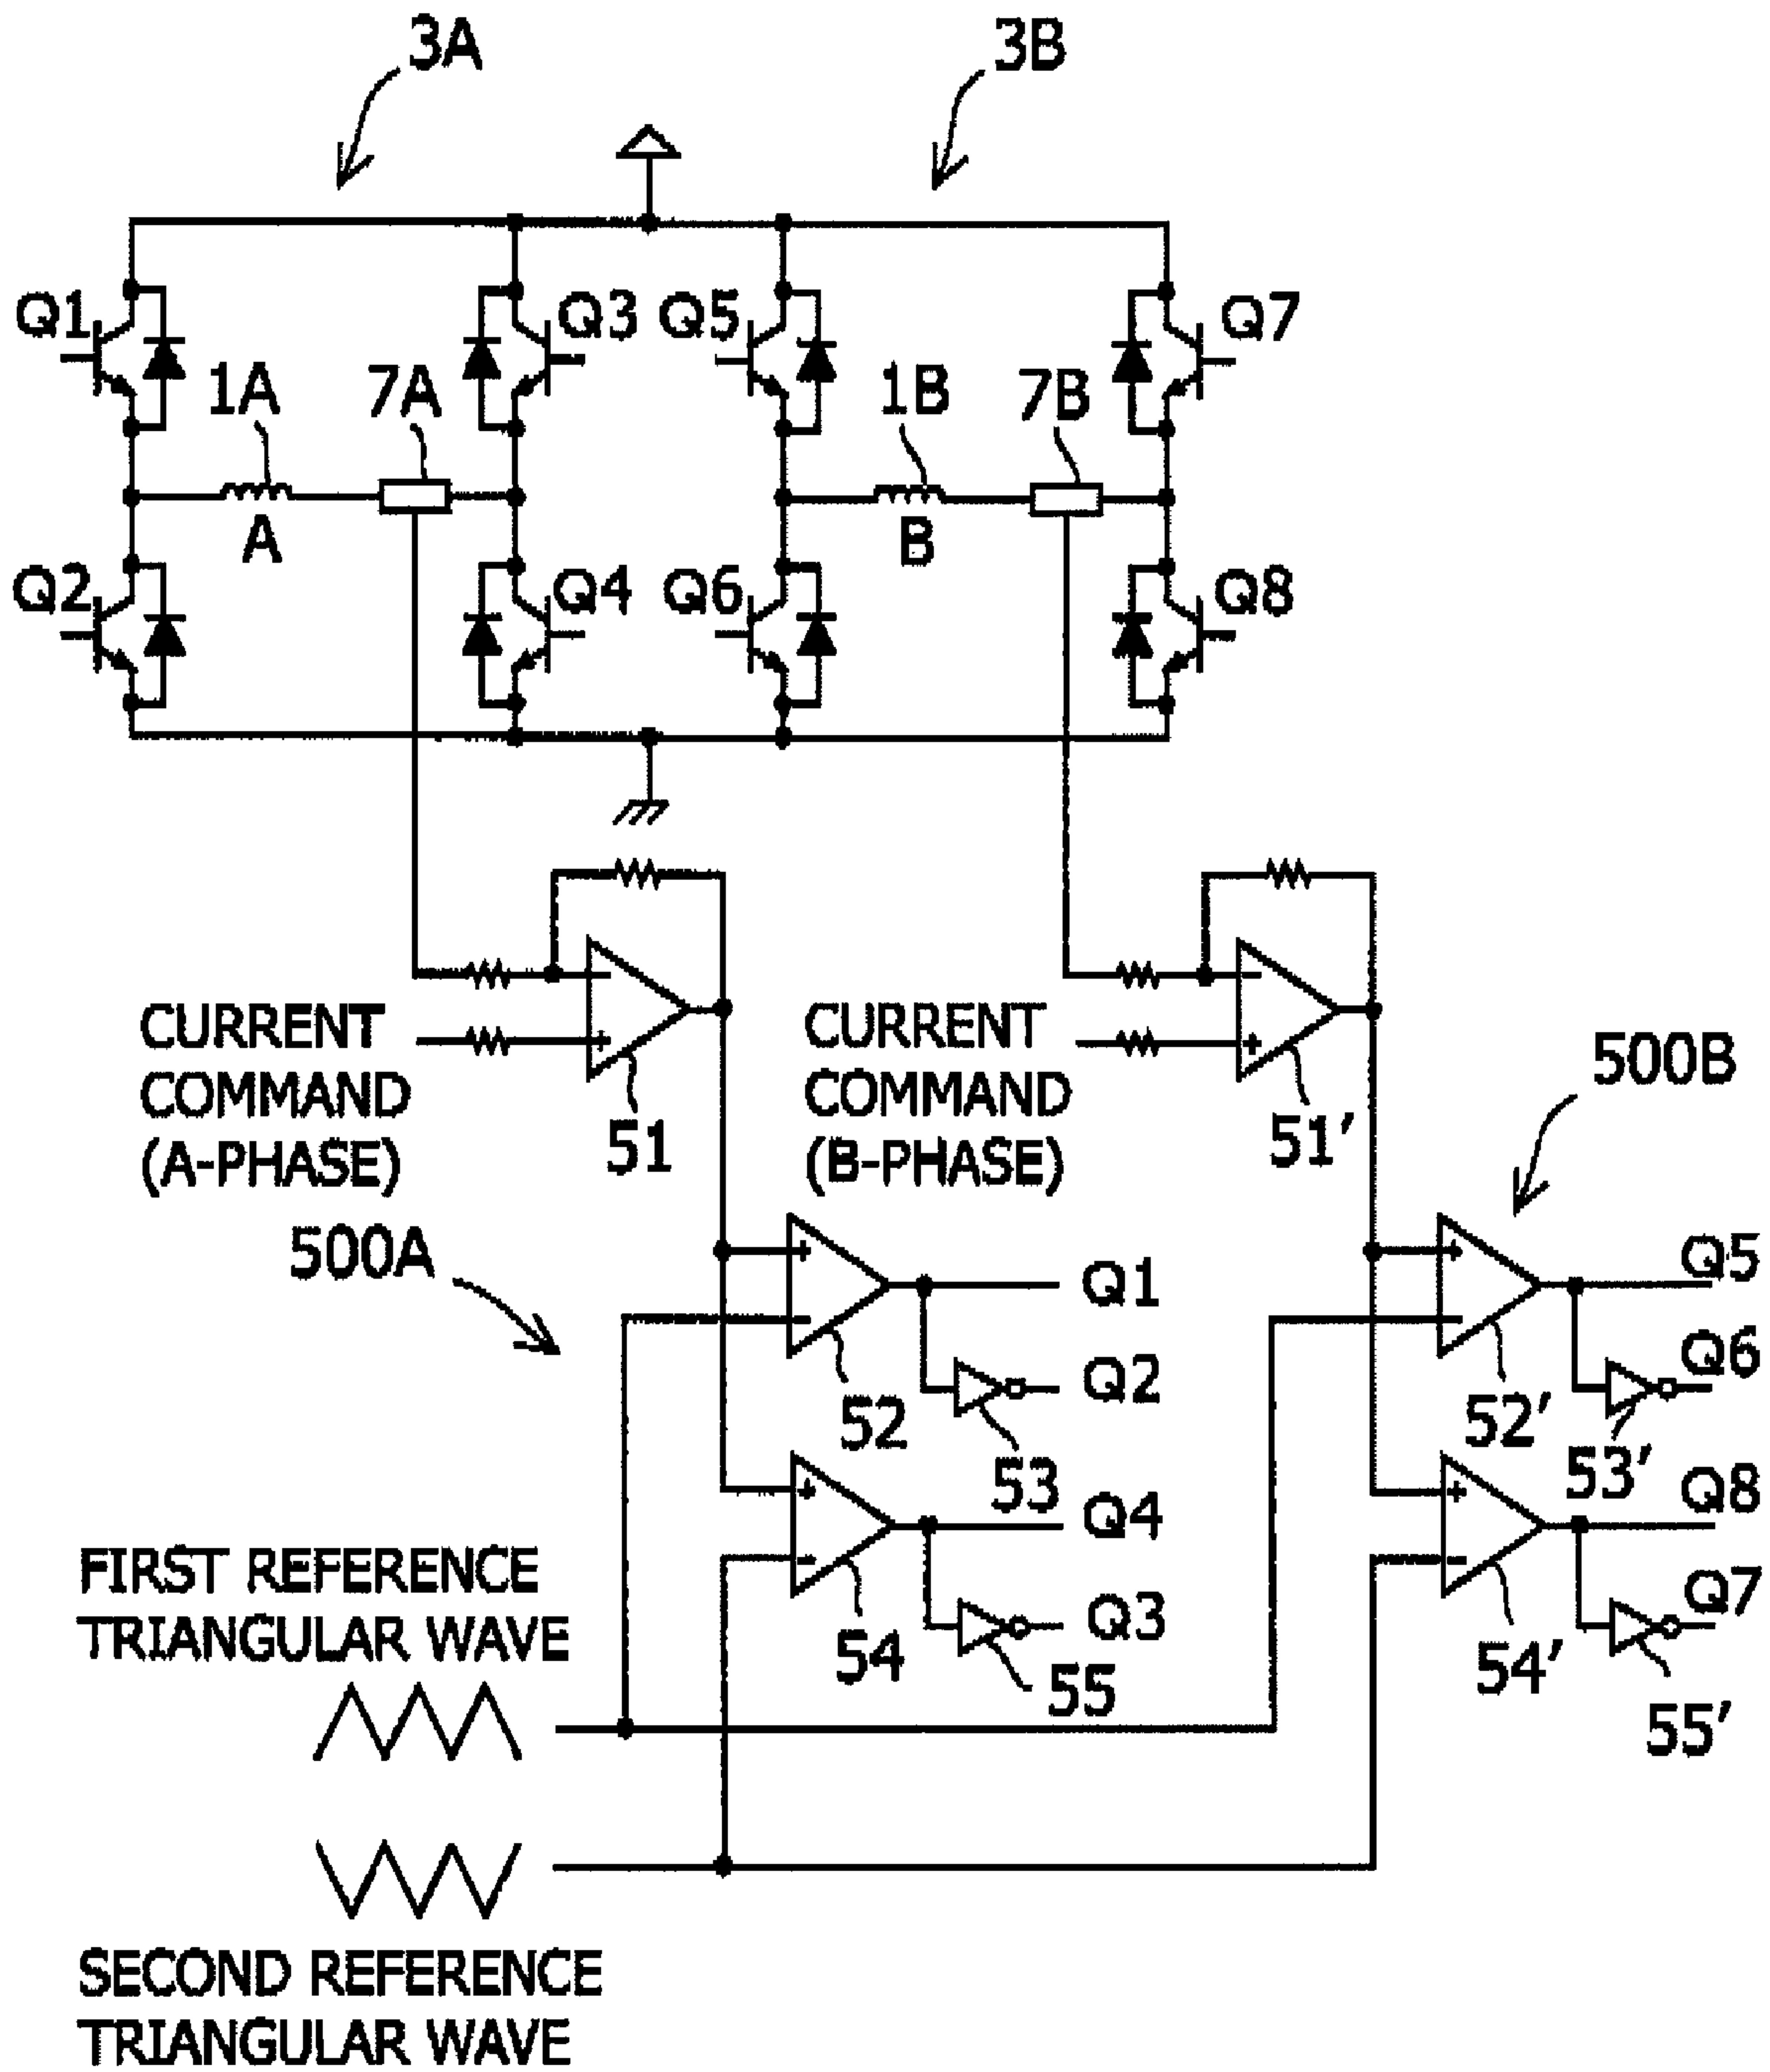 3A
3B
Q1
Q3
Q5
Q7
1A
7A
1B
7B
A
B
Q2
Q4
Q6
Q8
-
-
CURRENT
COMMAND
(A-PHASE)
+
51
CURRENT
COMMAND
(B-PHASE)
+
51'
500B
500A
+
-
52
Q1
Q2
53
+
-
52'
Q5
Q6
53'
+
-
54
Q4
Q3
55
+
-
54'
Q8
Q7
55'
FIRST REFERENCE
TRIANGULAR WAVE
SECOND REFERENCE
TRIANGULAR WAVE